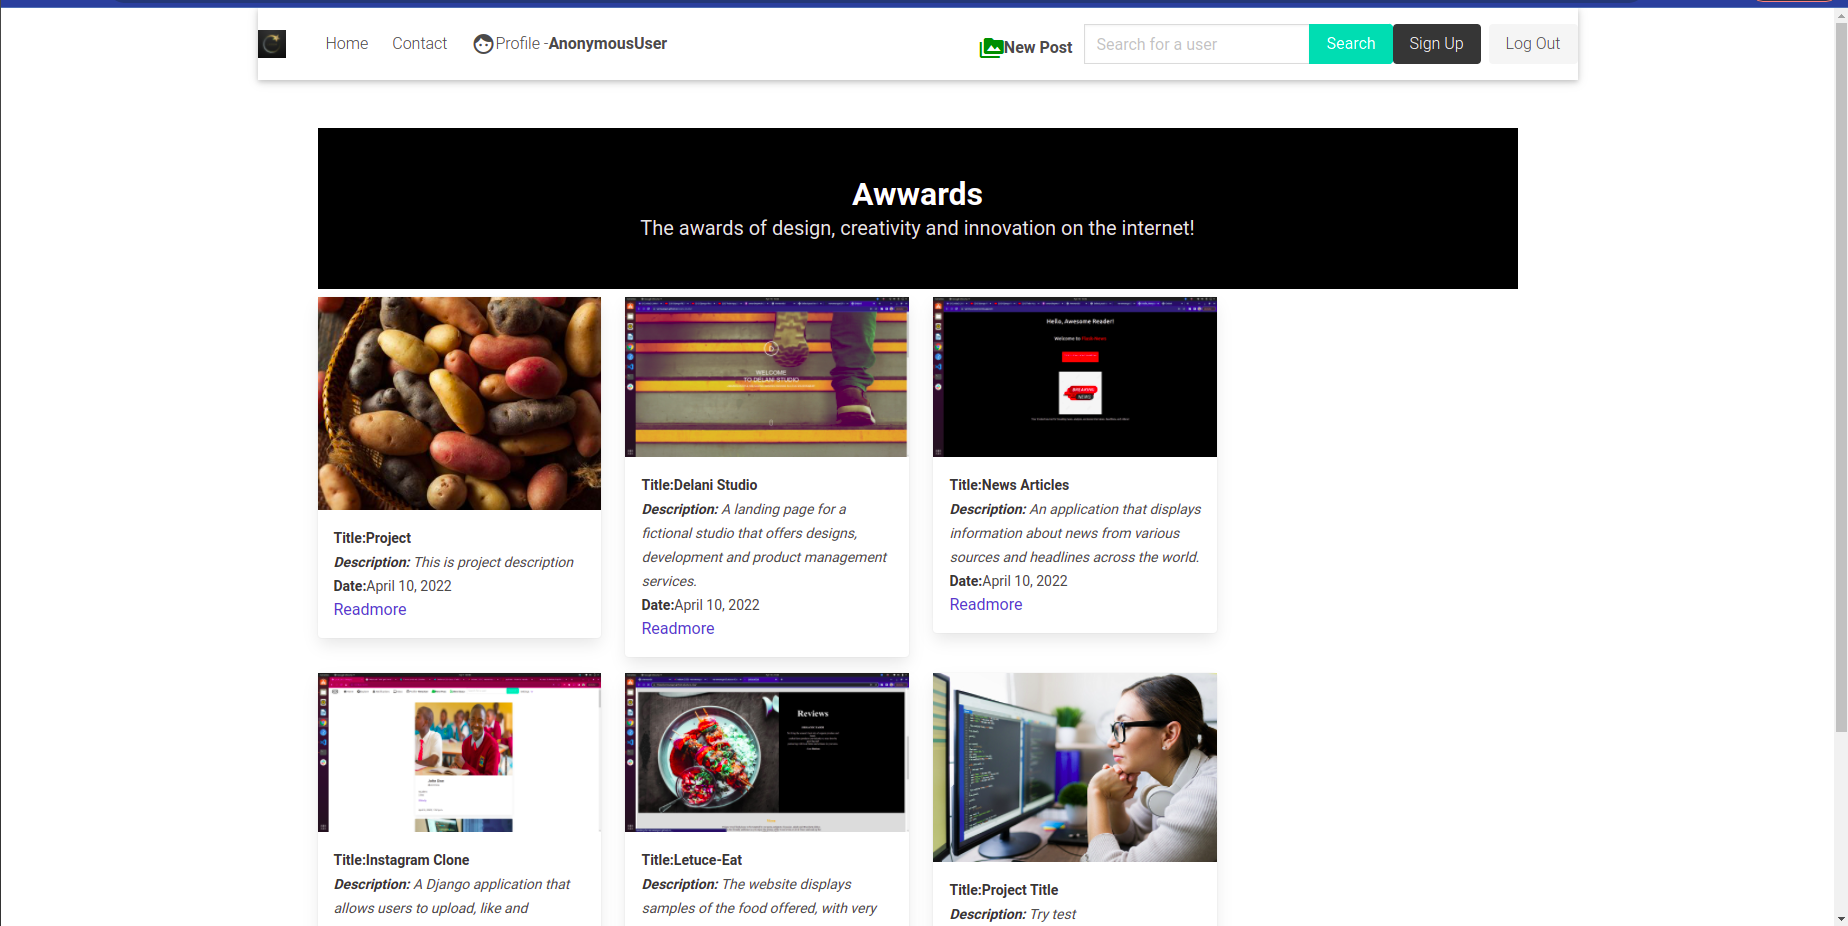 Home Contact Profile -AnonymousUser New Post Search for a user Search Sign Up Log Out
Awwards
The awards of design, creativity and innovation on the internet!
Title:Project
Description: This is project description
Date:April 10, 2022
Readmore
WELCOME
TO DELANI STUDIO
Title:Delani Studio
Description: A landing page for a
fictional studio that offers designs,
development and product management
services.
Date:April 10, 2022
Readmore
Hello, Awesome Reader!
Welcome to
BREAKING
NEWS
Title:News Articles
Description: An application that displays
information about news from various
sources and headlines across the world.
Date:April 10, 2022
Readmore
Title:Instagram Clone
Description: A Django application that
allows users to upload, like and
Reviews
Title:Letuce-Eat
Description: The website displays
samples of the food offered, with very
Title:Project Title
Description: Try test